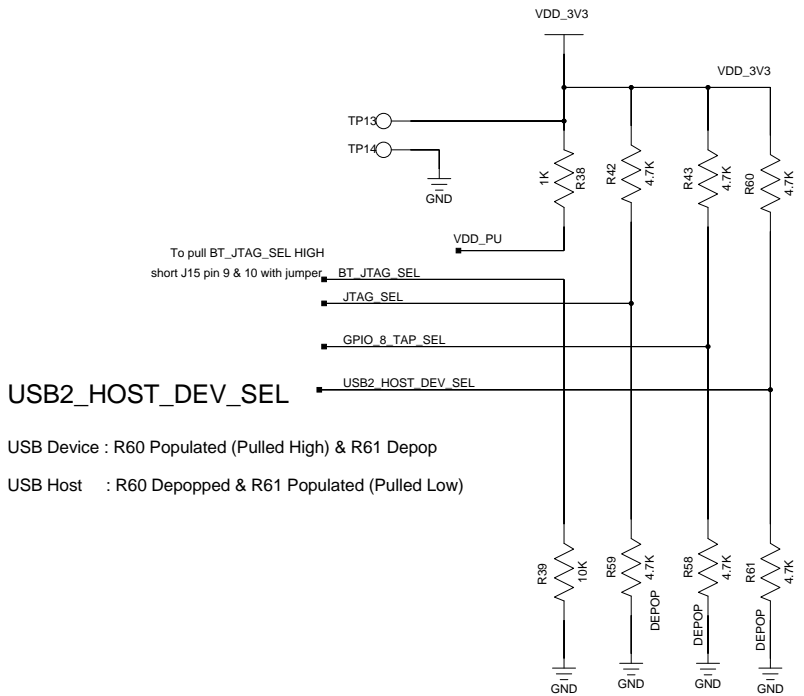 VDD_3V3
VDD_3V3
TP13
TP14
GND
1K
R38
R42
4.7K
R43
4.7K
R60
4.7K
VDD_PU
To pull BT_JTAG_SEL HIGH
short J15 pin 9 & 10 with jumper
BT_JTAG_SEL
JTAG_SEL
GPIO_8_TAP_SEL
USB2_HOST_DEV_SEL
USB2_HOST_DEV_SEL
USB Device : R60 Populated (Pulled High) & R61 Depop
USB Host : R60 Depopped & R61 Populated (Pulled Low)
R39
10K
R59
4.7K
DEPOP
R58
4.7K
DEPOP
R61
4.7K
DEPOP
GND
GND
GND
GND